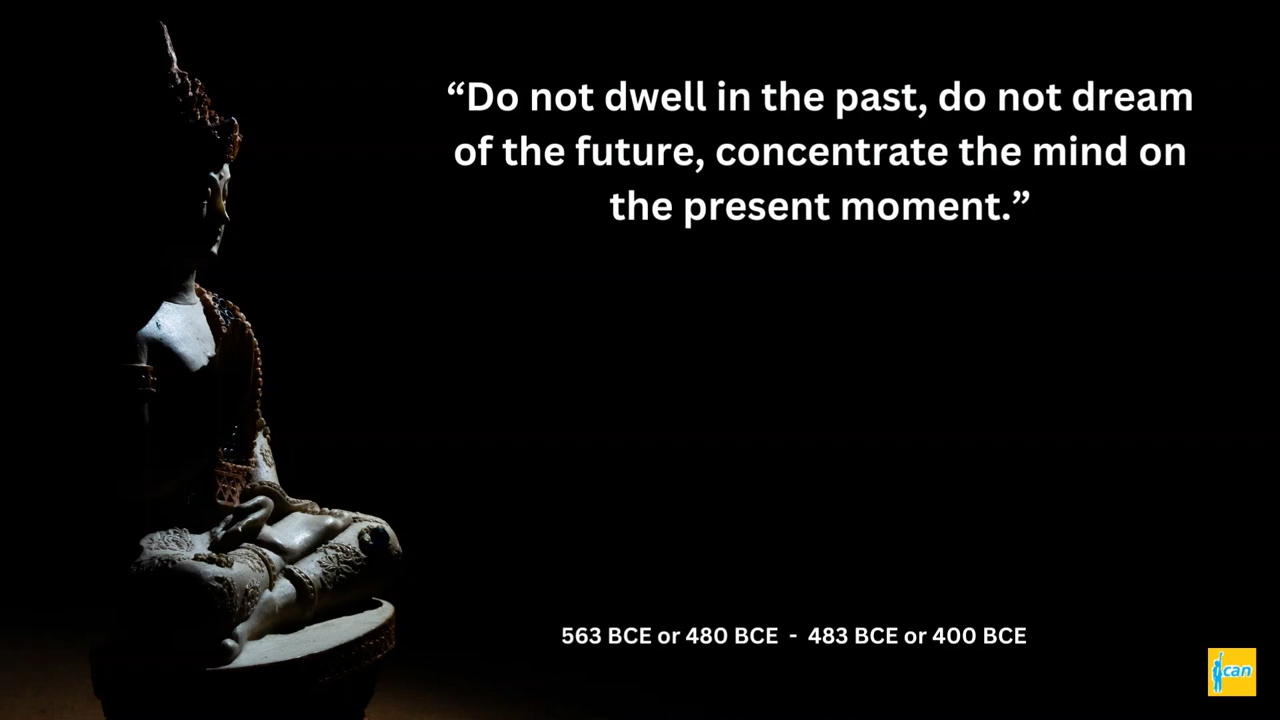 “Do not dwell in the past, do not dream
of the future, concentrate the mind on
the present moment.”
563 BCE or 480 BCE - 483 BCE or 400 BCE
can